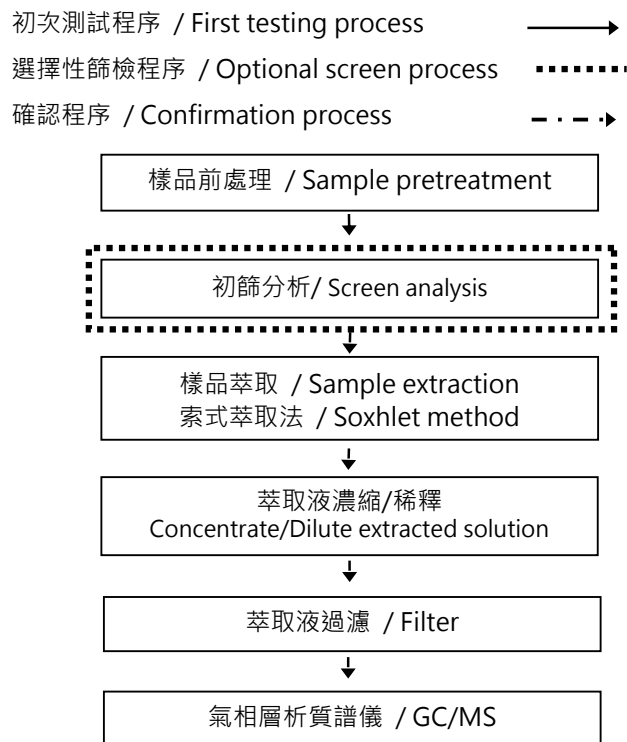 初次測試程序 / First testing process
選擇性篩檢程序 / Optional screen process
確認程序 / Confirmation process
樣品前處理 / Sample pretreatment
初篩分析/ Screen analysis
樣品萃取 / Sample extraction
索式萃取法 / Soxhlet method
萃取液濃縮/稀釋
Concentrate/Dilute extracted solution
萃取液過濾 / Filter
氣相層析質譜儀 / GC/MS